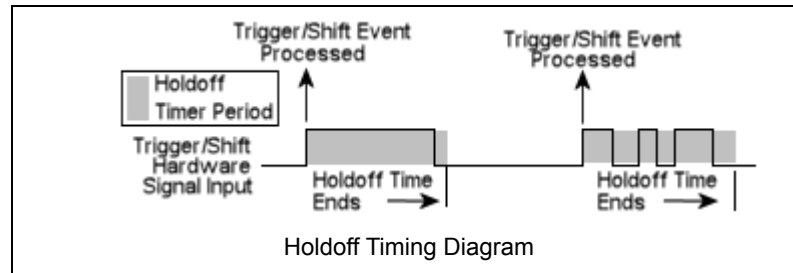 Trigger/Shift Event
Processed
Trigger/Shift Event
Processed
Holdoff
Timer Period
Trigger/Shift
Hardware
Signal Input
Holdoff Time
Ends
Holdoff Time
Ends
Holdoff Timing Diagram